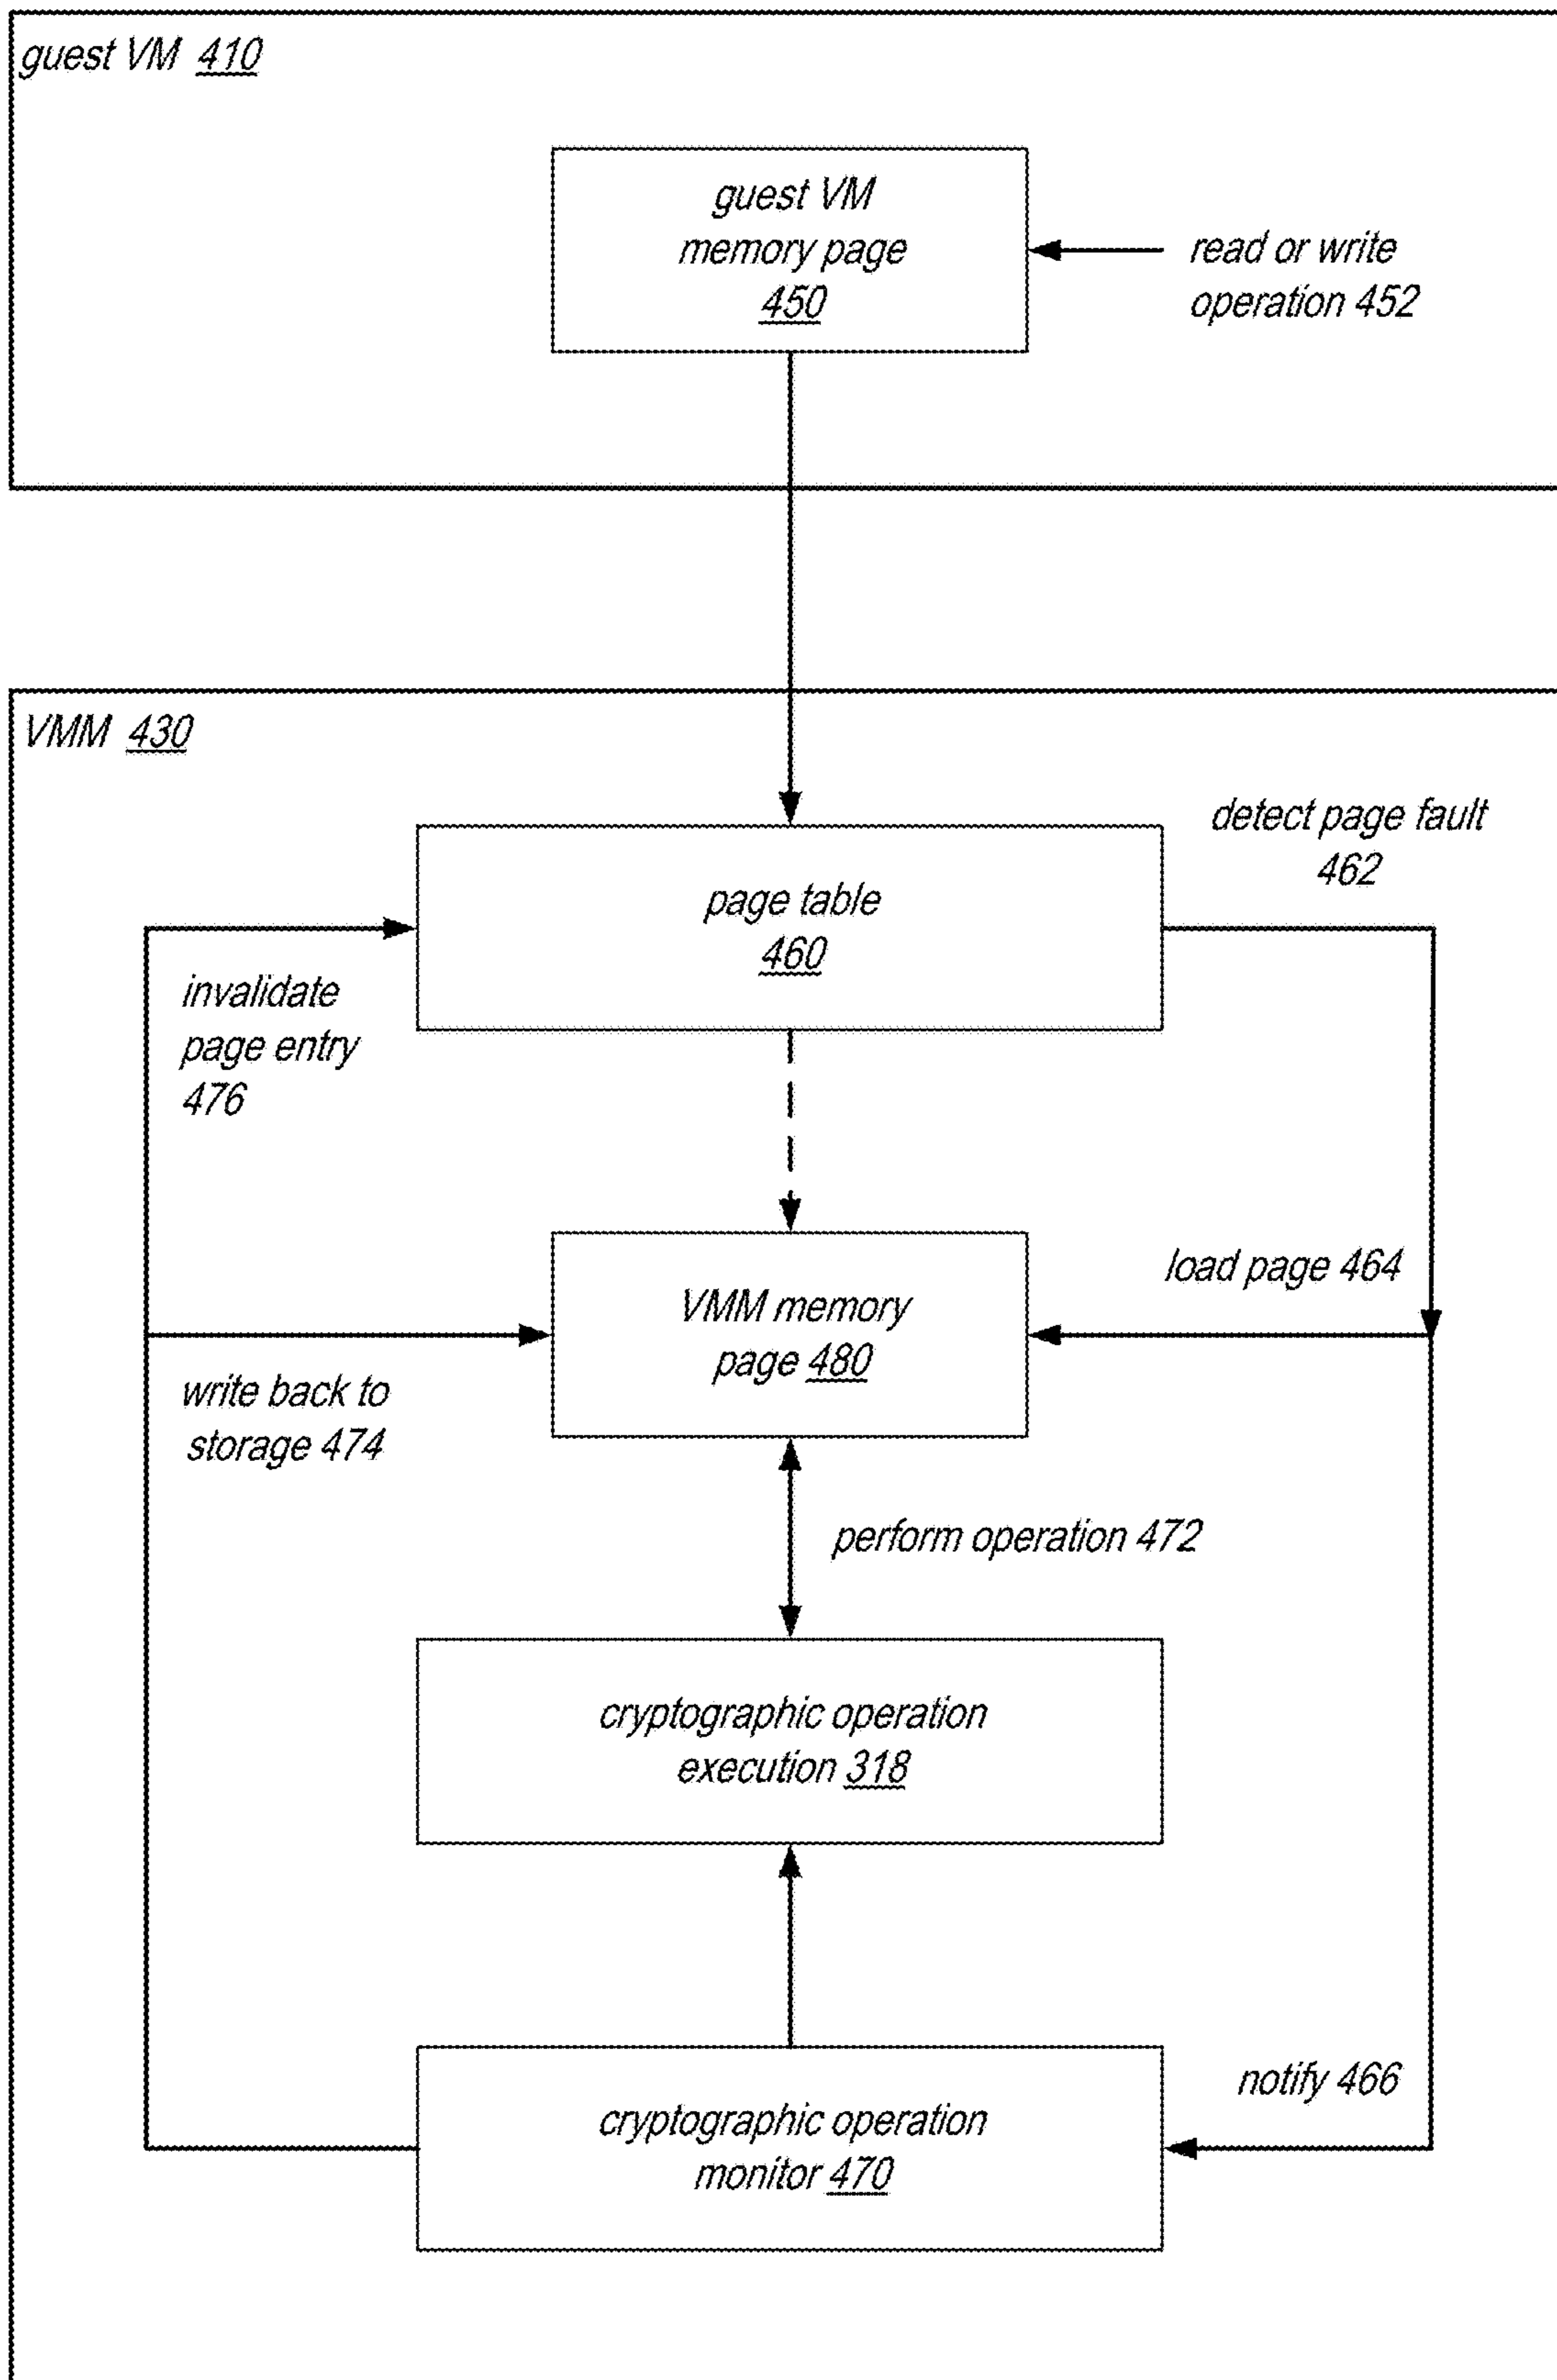 guest VM 410
guest VM
memory page
450
read or write
operation 452
VMM 430
detect page fault
462
page table
460
invalidate
page entry
476
load page 464
VMM memory
page 480
write back to
storage 474
perform operation 472
cryptographic operation
execution 318
notify 466
cryptographic operation
monitor 470